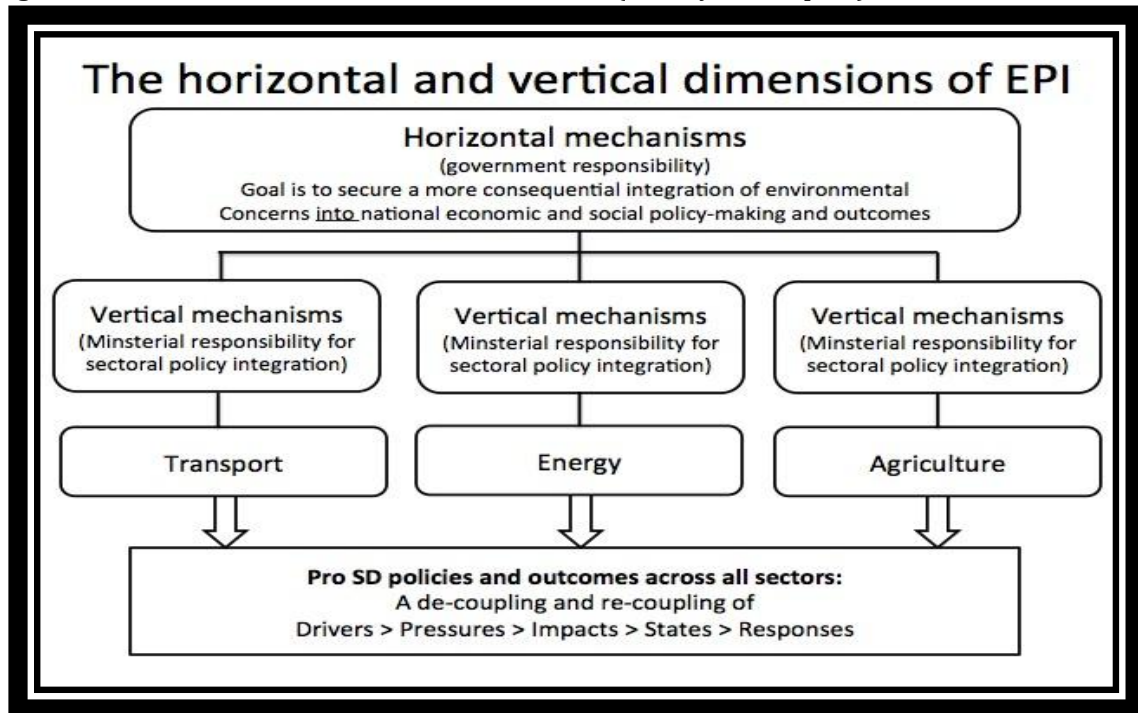 The horizontal and vertical dimensions of EPI
Horizontal mechanisms
(government responsibility)
Goal is to secure a more consequential integration of environmental
Concerns into national economic and social policy-making and outcomes
Vertical mechanisms
(Minsterial responsibility for
sectoral policy integration)
Vertical mechanisms
(Minsterial responsibility for
sectoral policy integration)
Vertical mechanisms
(Minsterial responsibility for
sectoral policy integration)
Transport
Energy
Agriculture
Pro SD policies and outcomes across all sectors:
A de-coupling and re-coupling of
Drivers > Pressures > Impacts > States > Responses